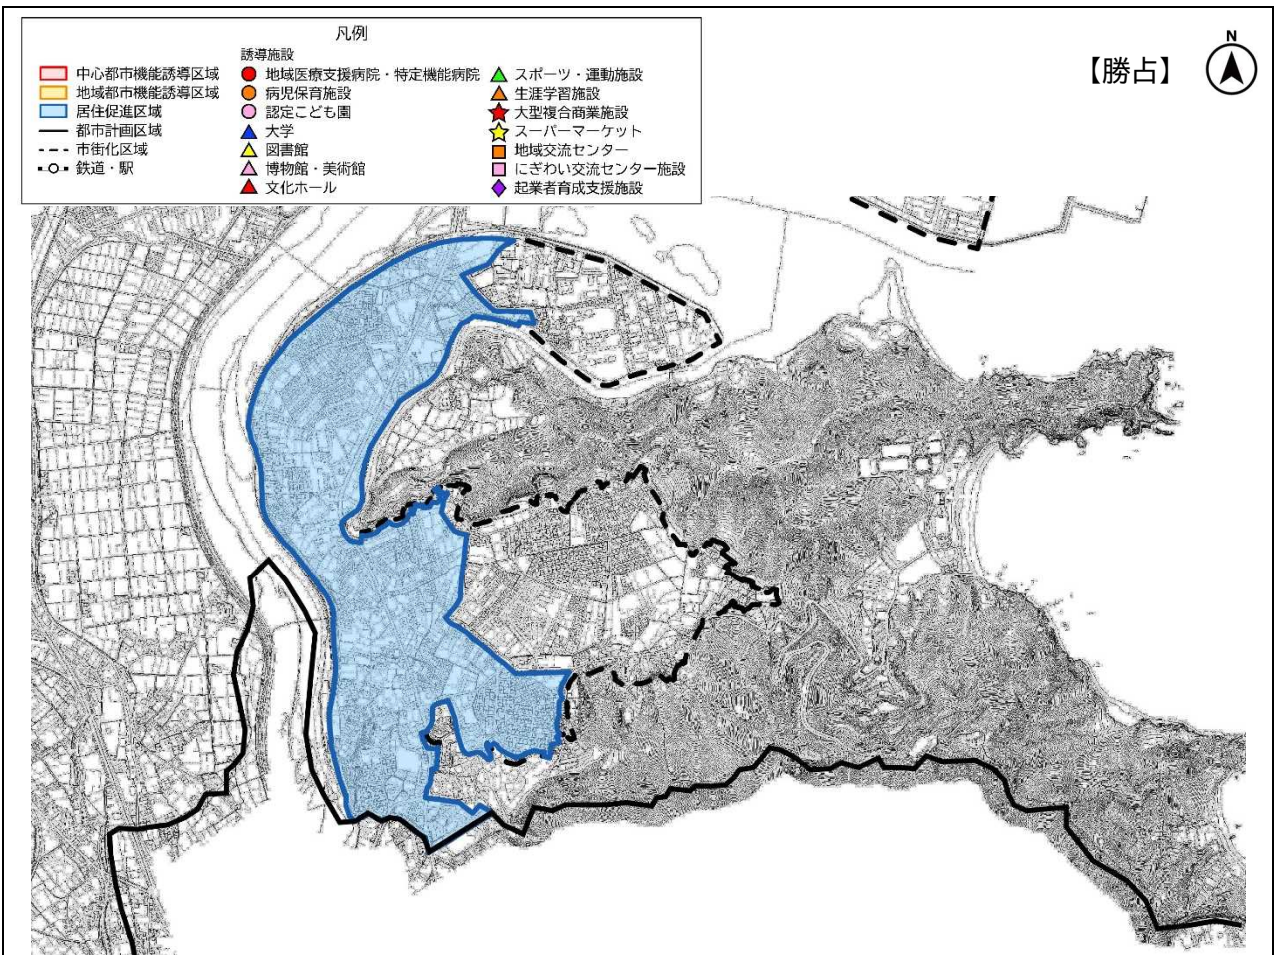 凡例
中心都市機能誘導区域
地域都市機能誘導区域
居住促進区域
都市計画区域
市街化区域
鉄道・駅
誘導施設
地域医療支援病院・特定機能病院
病児保育施設
認定こども園
大学
図書館
博物館・美術館
文化ホール
スポーツ・運動施設
生涯学習施設
大型複合商業施設
スーパーマーケット
地域交流センター
にぎわい交流センター施設
起業者育成支援施設
【勝占】
N